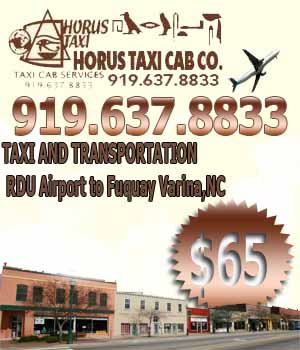 HORUS
TAXI
TAXI CAB SERVICES
919.637.8833
HORUS TAXI CAB CO.
919.637.8833
919.637.8833
TAXI AND TRANSPORTATION
RDU Airport to Fuquay Varina,NC
$65